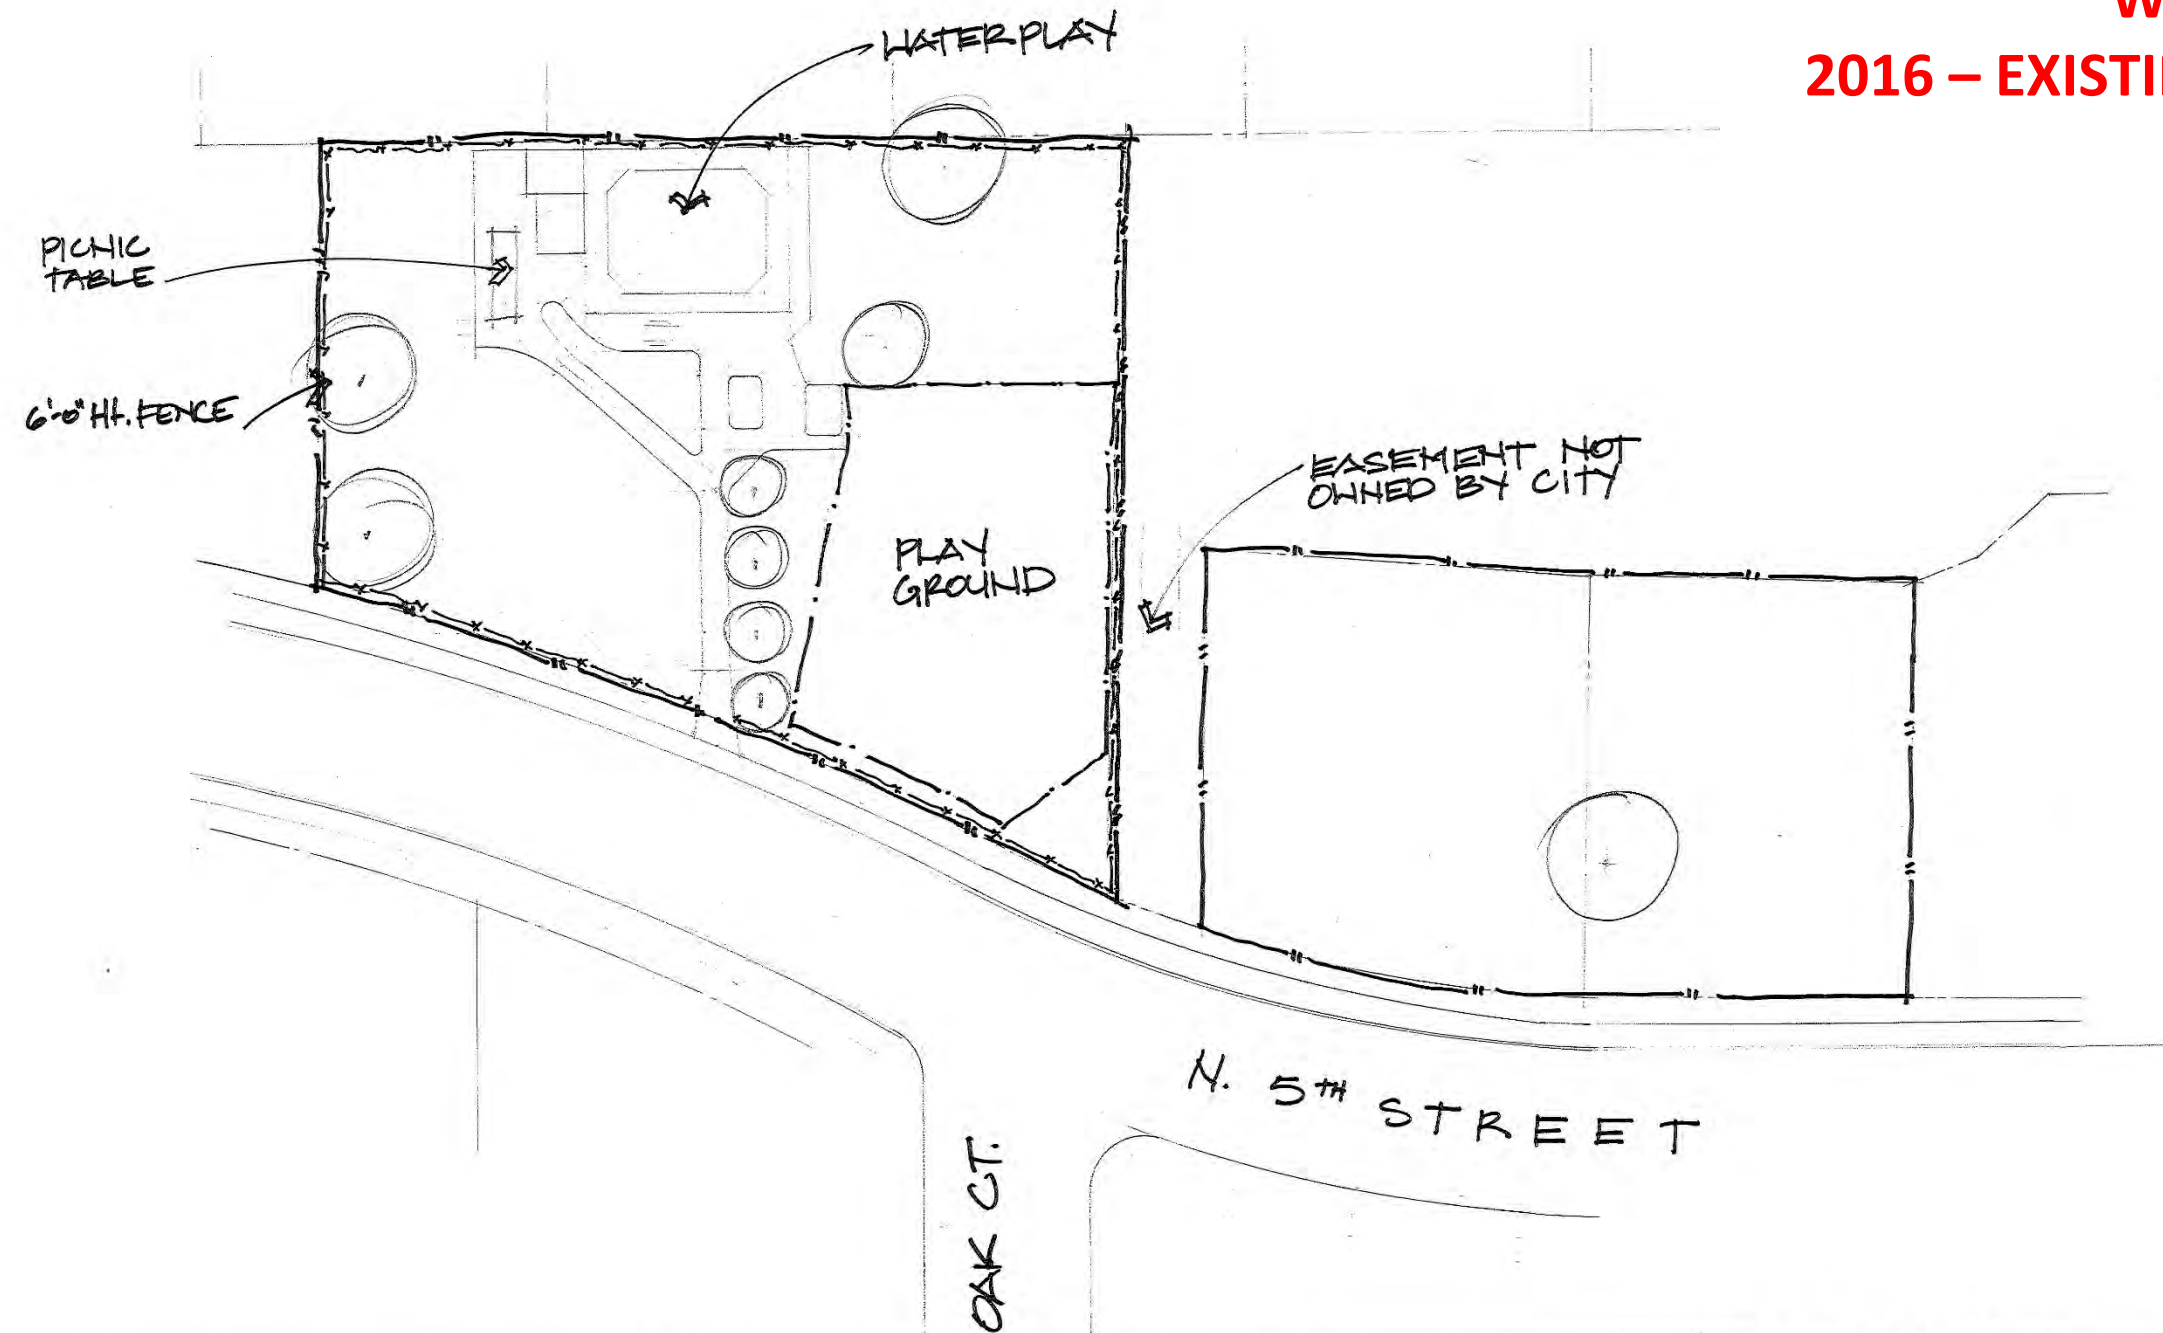 W
2016 – EXISTI
WATERPLAY
PICNIC
TABLE
6'-0" Ht. FENCE
EASEMENT NOT
OWNED BY CITY
PLAY
GROUND
N. 5TH STREET
OAK CT.